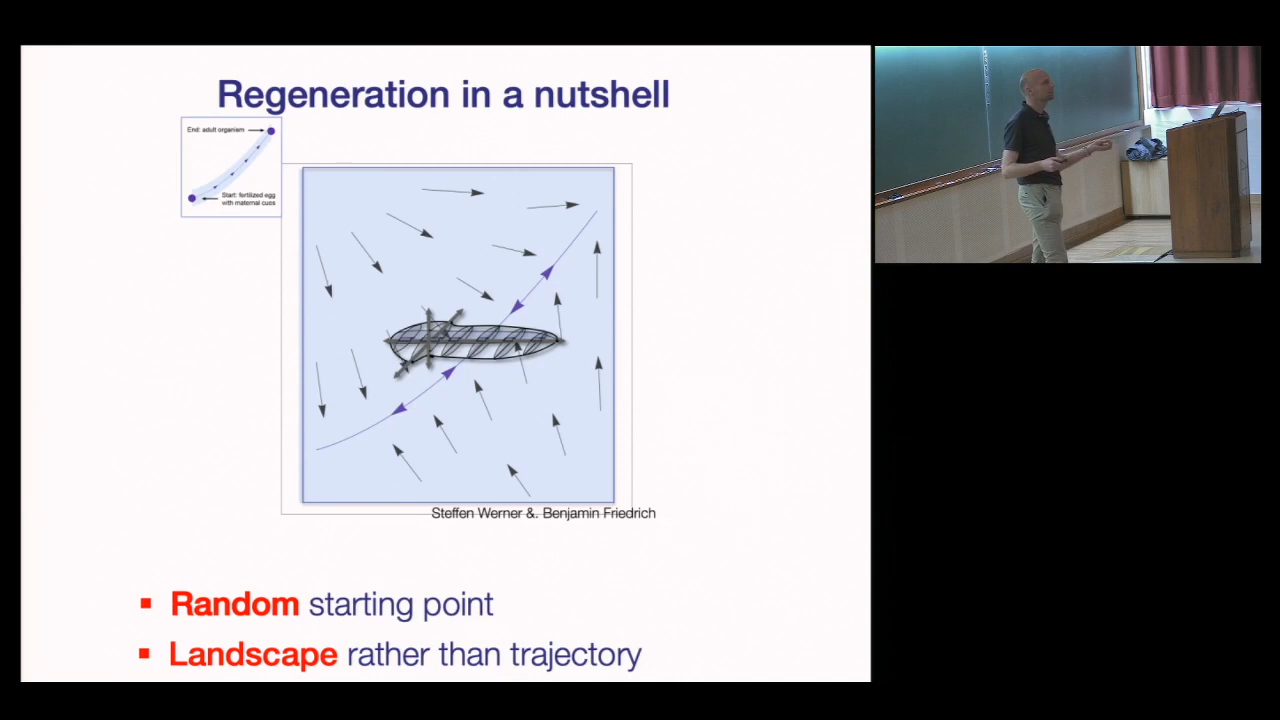 Regeneration in a nutshell
End: adult organism
Start: fertilized egg
with maternal cues
Steffen Werner &. Benjamin Friedrich
▪ Random starting point
▪ Landscape rather than trajectory